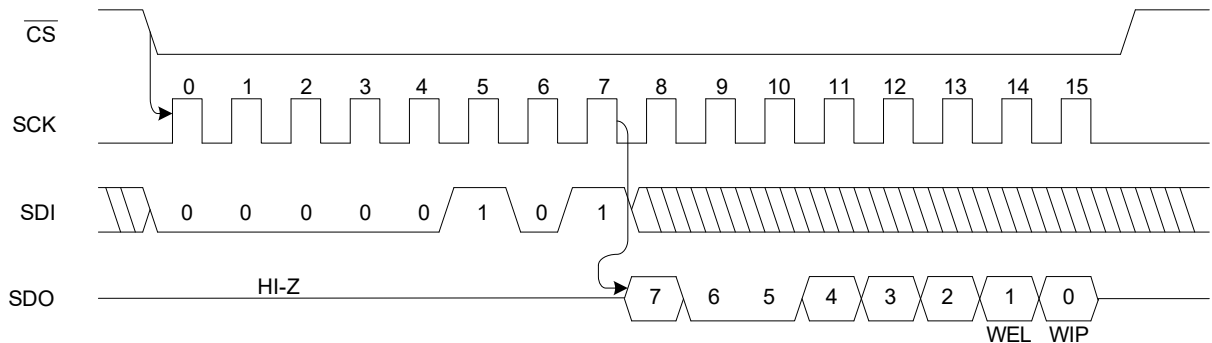 CS
0 1 2 3 4 5 6 7 8 9 10 11 12 13 14 15
SCK
SDI 0 0 0 0 0 1 0 1
HI-Z
SDO 7 6 5 4 3 2 1 0
WEL WIP